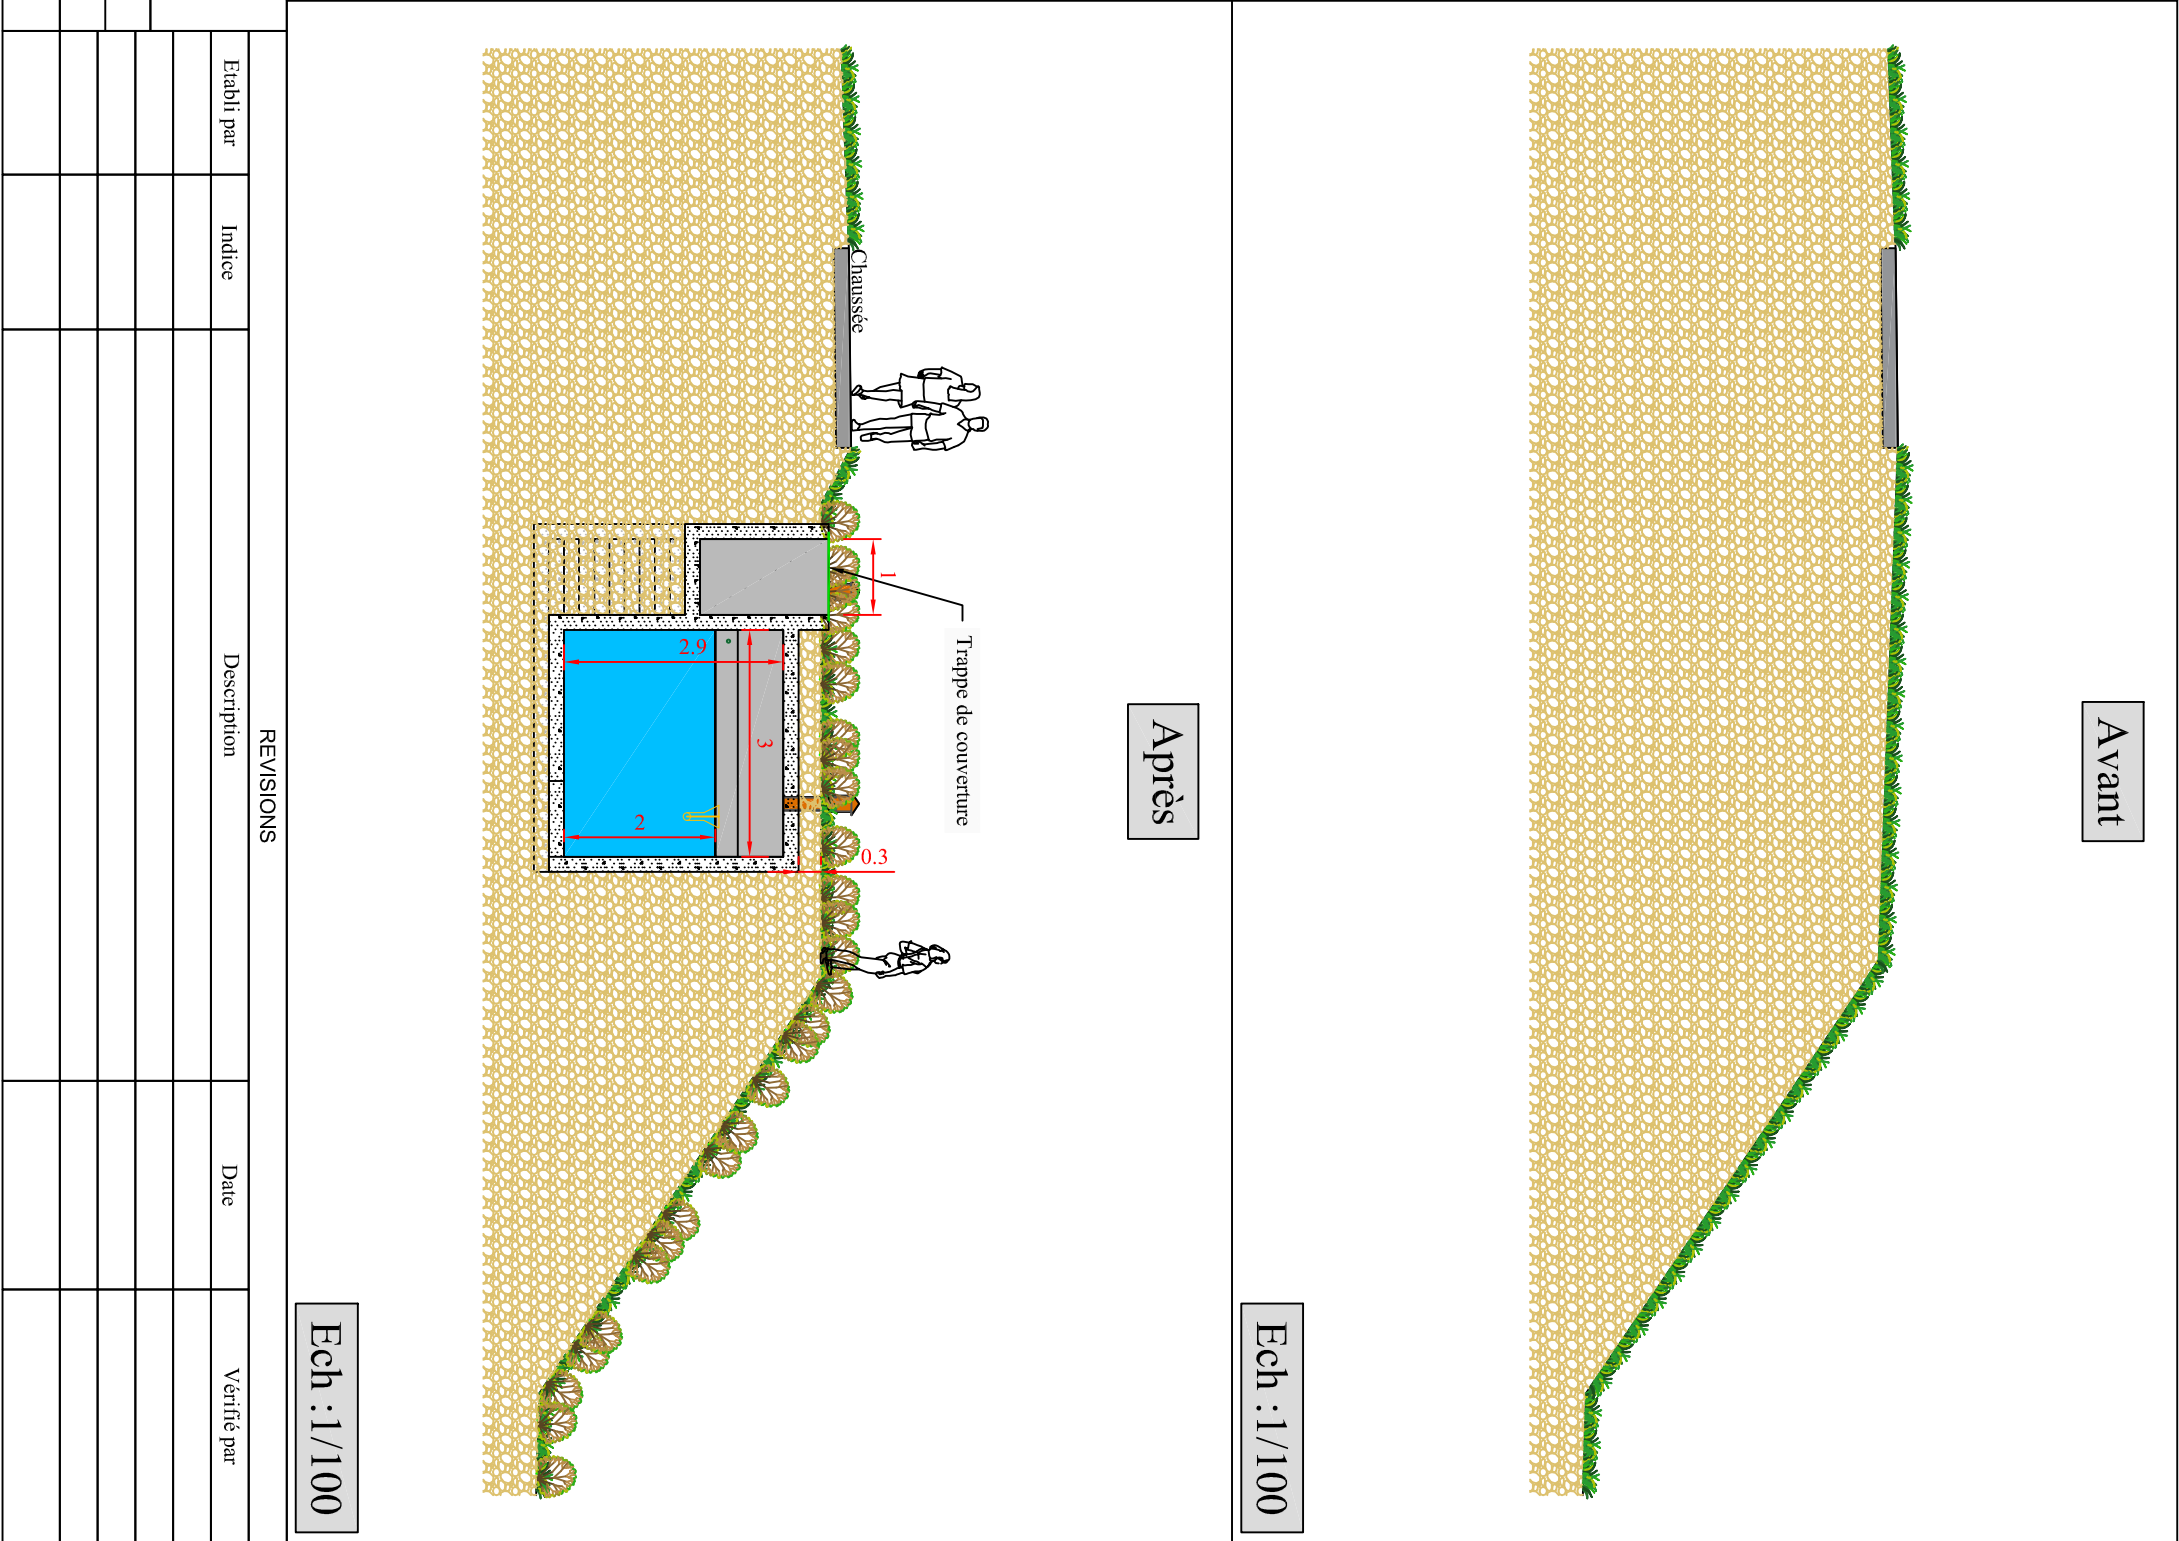 Avant
Ech :1/100
Après
Chaussée
1
Trappe de couverture
2.9
3
2
0.3
Ech :1/100
REVISIONS
Etabli par
Indice
Description
Date
Vérifié par